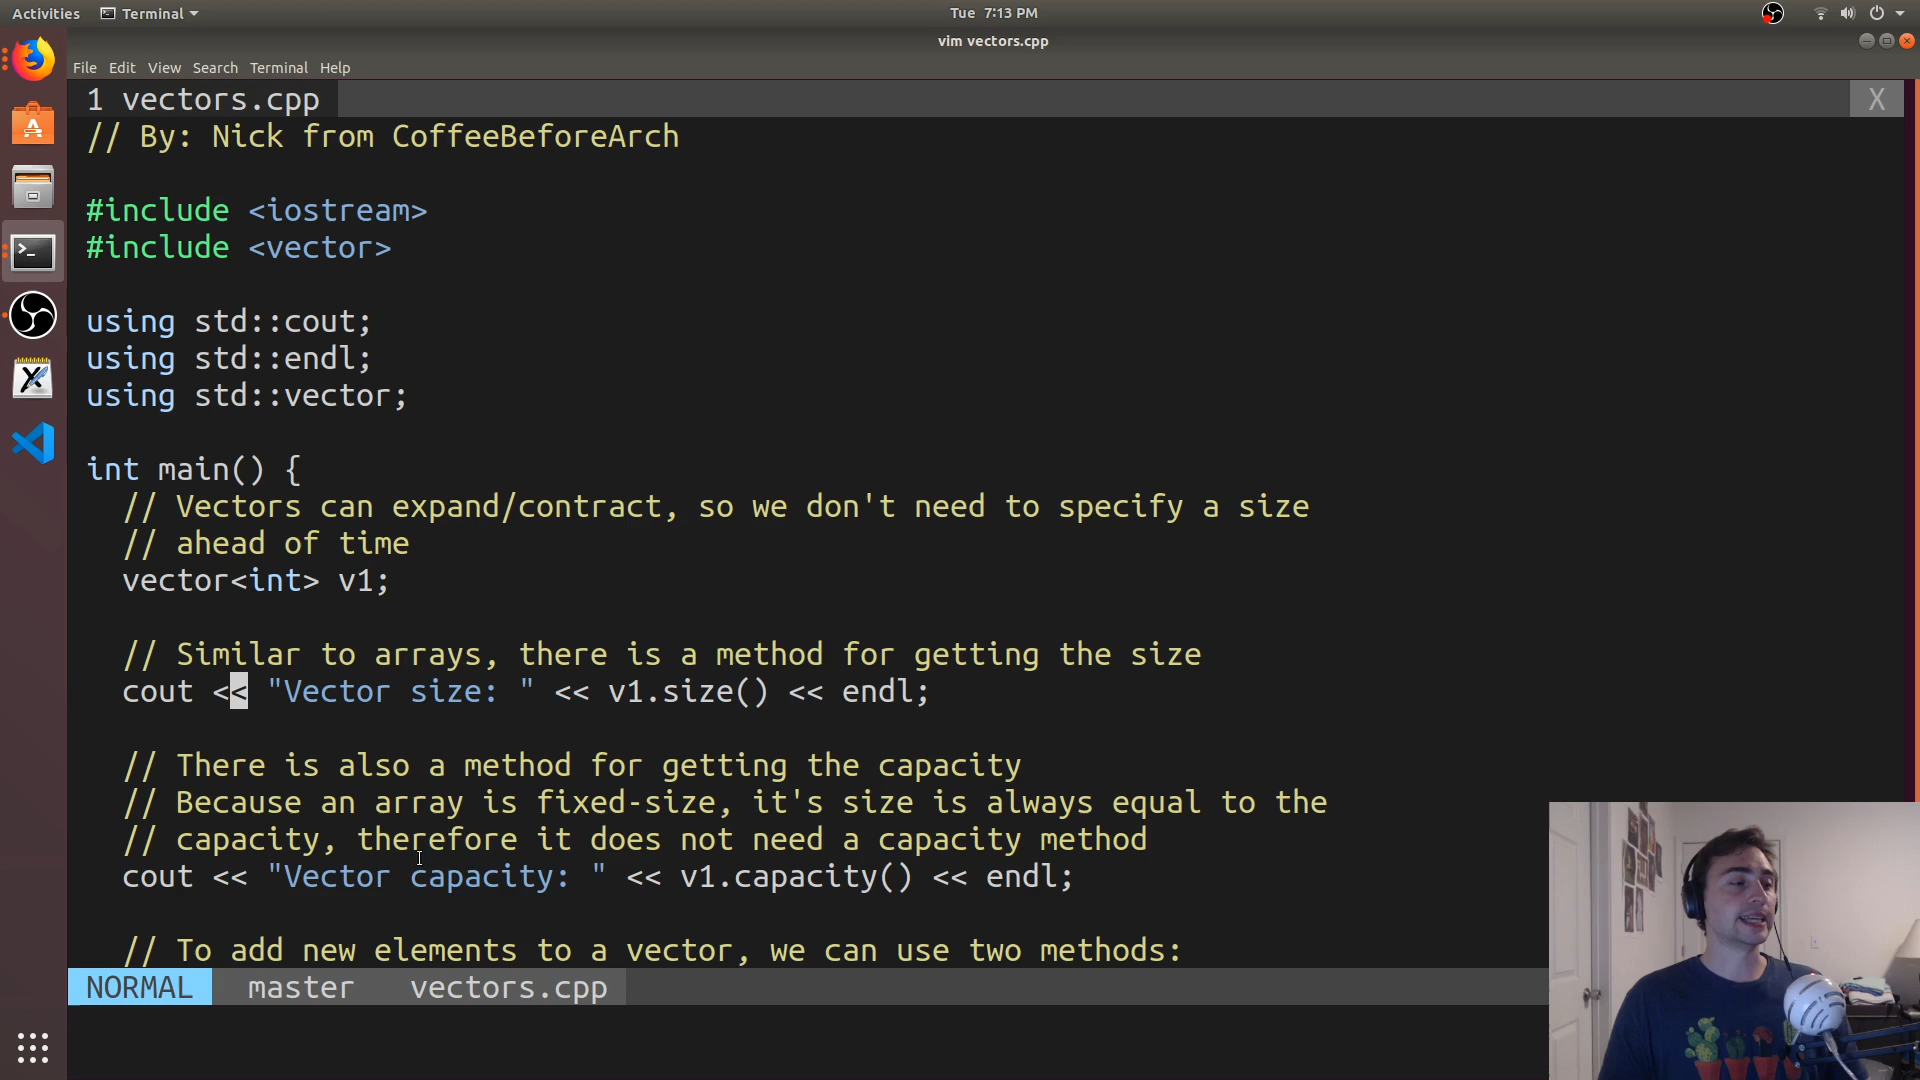 Activities Terminal Tue 7:13 PM
vim vectors.cpp
File Edit View Search Terminal Help
1 vectors.cpp X
// By: Nick from CoffeeBeforeArch
#include <iostream>
#include <vector>
using std::cout;
using std::endl;
using std::vector;
int main() {
// Vectors can expand/contract, so we don't need to specify a size
// ahead of time
vector<int> v1;
// Similar to arrays, there is a method for getting the size
cout << "Vector size: " << v1.size() << endl;
// There is also a method for getting the capacity
// Because an array is fixed-size, it's size is always equal to the
// capacity, therefore it does not need a capacity method
cout << "Vector capacity: " << v1.capacity() << endl;
// To add new elements to a vector, we can use two methods:
NORMAL master vectors.cpp